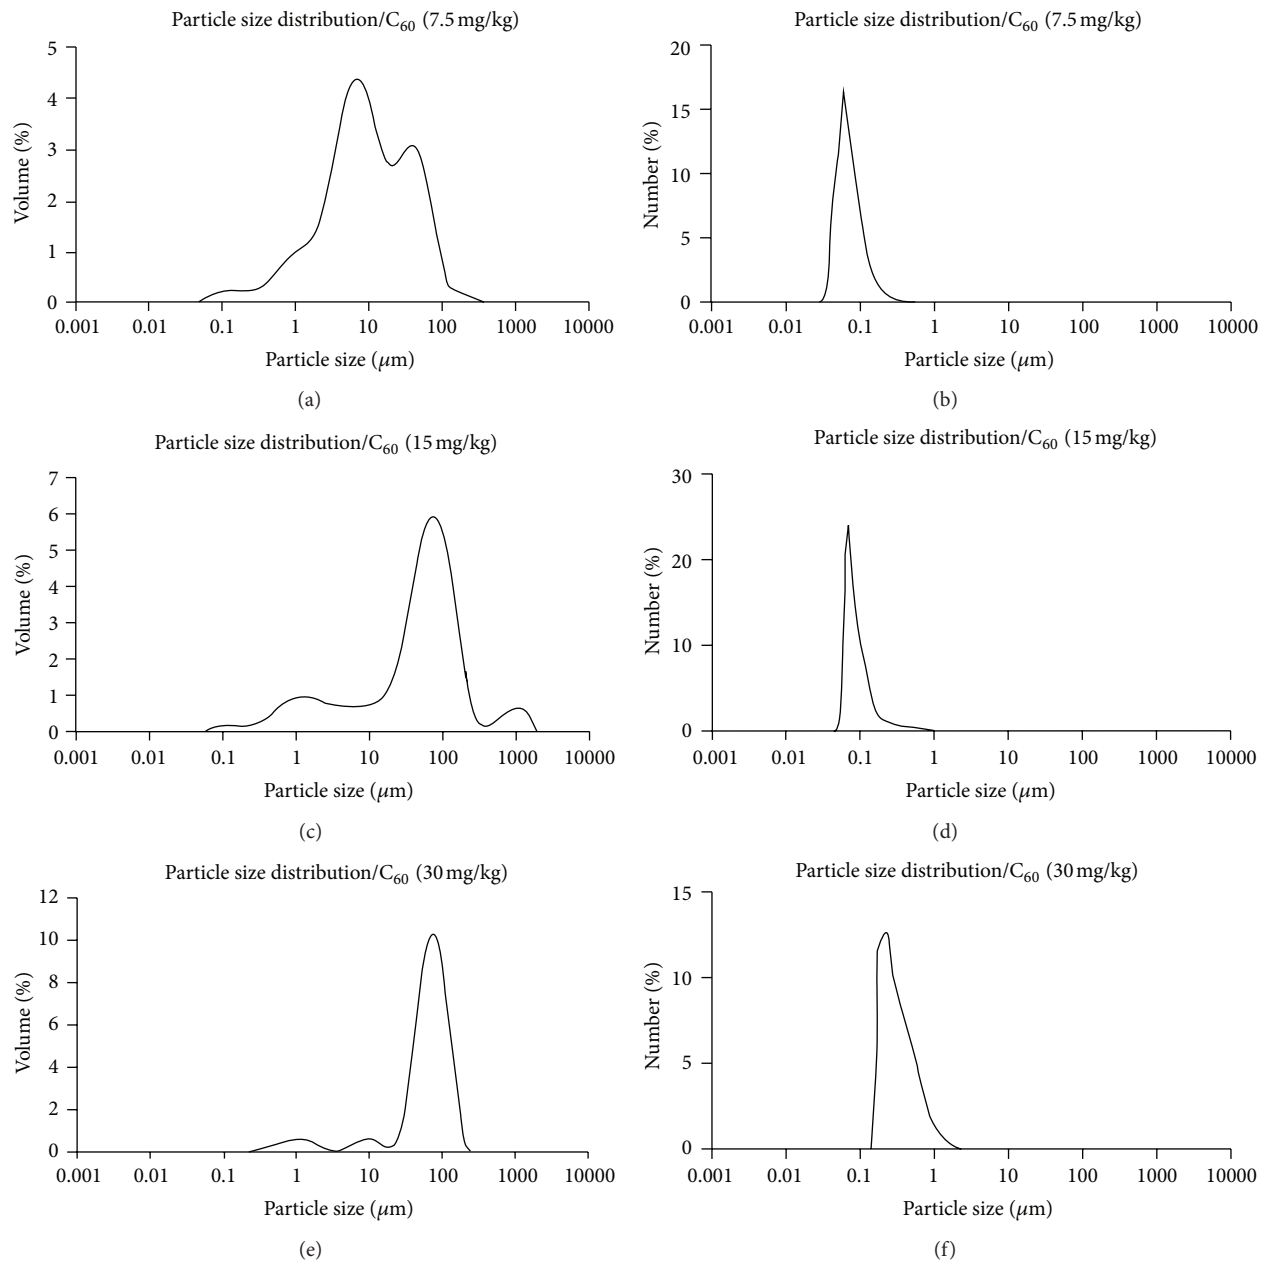 Particle size distribution/C60 (7.5 mg/kg)
5
4
3
2
1
0
Volume (%)
0.001 0.01 0.1 1 10 100 1000 10000
Particle size (μm)
(a)
Particle size distribution/C60 (7.5 mg/kg)
20
15
10
5
0
Number (%)
0.001 0.01 0.1 1 10 100 1000 10000
Particle size (μm)
(b)
Particle size distribution/C60 (15 mg/kg)
7
6
5
4
3
2
1
0
Volume (%)
0.001 0.01 0.1 1 10 100 1000 10000
Particle size (μm)
(c)
Particle size distribution/C60 (15 mg/kg)
30
20
10
0
Number (%)
0.001 0.01 0.1 1 10 100 1000 10000
Particle size (μm)
(d)
Particle size distribution/C60 (30 mg/kg)
12
10
8
6
4
2
0
Volume (%)
0.001 0.01 0.1 1 10 100 1000 10000
Particle size (μm)
(e)
Particle size distribution/C60 (30 mg/kg)
15
10
5
0
Number (%)
0.001 0.01 0.1 1 10 100 1000 10000
Particle size (μm)
(f)